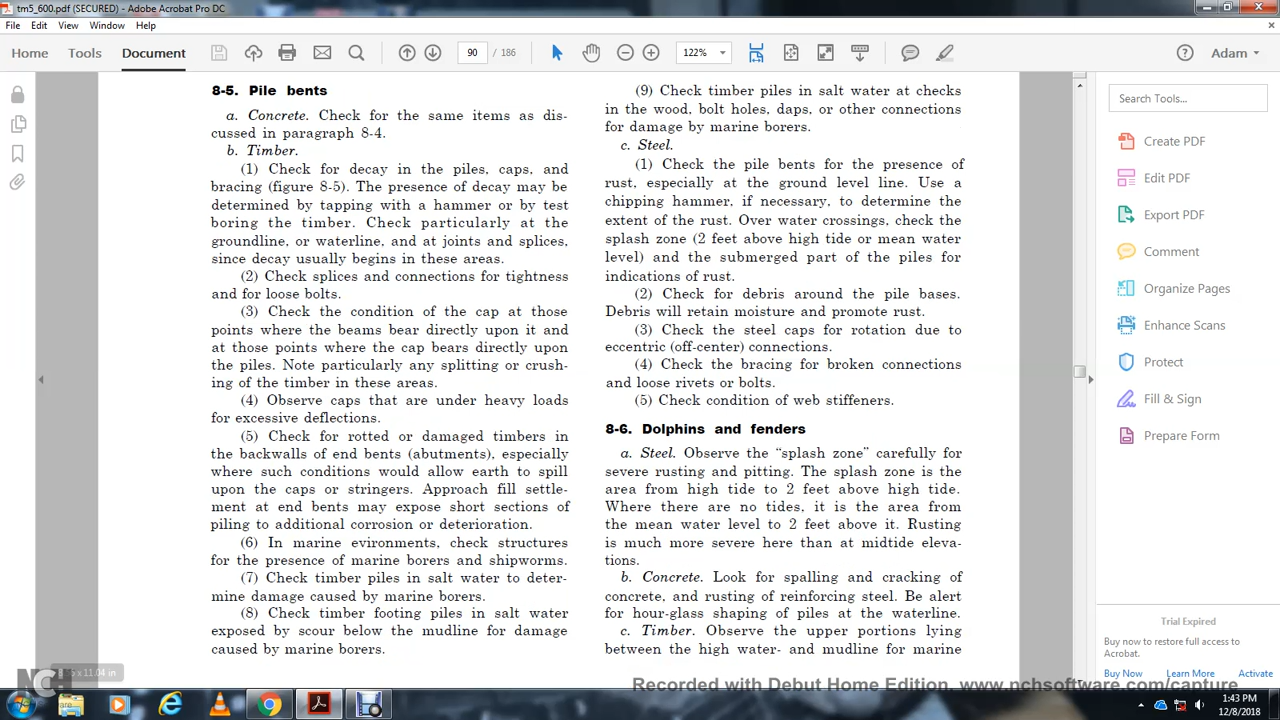 tm5_600.pdf (SECURED) - Adobe Acrobat Pro DC
File Edit View Window Help
Home Tools Document 90 / 186 122% Adam
8-5. Pile bents
a. Concrete. Check for the same items as dis-
cussed in paragraph 8-4.
b. Timber.
(1) Check for decay in the piles, caps, and
bracing (figure 8-5). The presence of decay may be
determined by tapping with a hammer or by test
boring the timber. Check particularly at the
groundline, or waterline, and at joints and splices,
since decay usually begins in these areas.
(2) Check splices and connections for tightness
and for loose bolts.
(3) Check the condition of the cap at those
points where the beams bear directly upon it and
at those points where the cap bears directly upon
the piles. Note particularly any splitting or crush-
ing of the timber in these areas.
(4) Observe caps that are under heavy loads
for excessive deflections.
(5) Check for rotted or damaged timbers in
the backwalls of end bents (abutments), especially
where such conditions would allow earth to spill
upon the caps or stringers. Approach fill settle-
ment at end bents may expose short sections of
piling to additional corrosion or deterioration.
(6) In marine evironments, check structures
for the presence of marine borers and shipworms.
(7) Check timber piles in salt water to deter-
mine damage caused by marine borers.
(8) Check timber footing piles in salt water
exposed by scour below the mudline for damage
caused by marine borers.
(9) Check timber piles in salt water at checks
in the wood, bolt holes, daps, or other connections
for damage by marine borers.
c. Steel.
(1) Check the pile bents for the presence of
rust, especially at the ground level line. Use a
chipping hammer, if necessary, to determine the
extent of the rust. Over water crossings, check the
splash zone (2 feet above high tide or mean water
level) and the submerged part of the piles for
indications of rust.
(2) Check for debris around the pile bases.
Debris will retain moisture and promote rust.
(3) Check the steel caps for rotation due to
eccentric (off-center) connections.
(4) Check the bracing for broken connections
and loose rivets or bolts.
(5) Check condition of web stiffeners.
8-6. Dolphins and fenders
a. Steel. Observe the “splash zone” carefully for
severe rusting and pitting. The splash zone is the
area from high tide to 2 feet above high tide.
Where there are no tides, it is the area from
the mean water level to 2 feet above it. Rusting
is much more severe here than at midtide eleva-
tions.
b. Concrete. Look for spalling and cracking of
concrete, and rusting of reinforcing steel. Be alert
for hour-glass shaping of piles at the waterline.
c. Timber. Observe the upper portions lying
between the high water- and mudline for marine
Search Tools...
Create PDF
Edit PDF
Export PDF
Comment
Organize Pages
Enhance Scans
Protect
Fill & Sign
Prepare Form
Trial Expired
Buy now to restore full access to
Acrobat.
Buy Now Learn More Activate
x 11.04 in
NCH
Recorded with Debut Home Edition. www.nchsoftware.com/capture
1:43 PM
12/8/2018